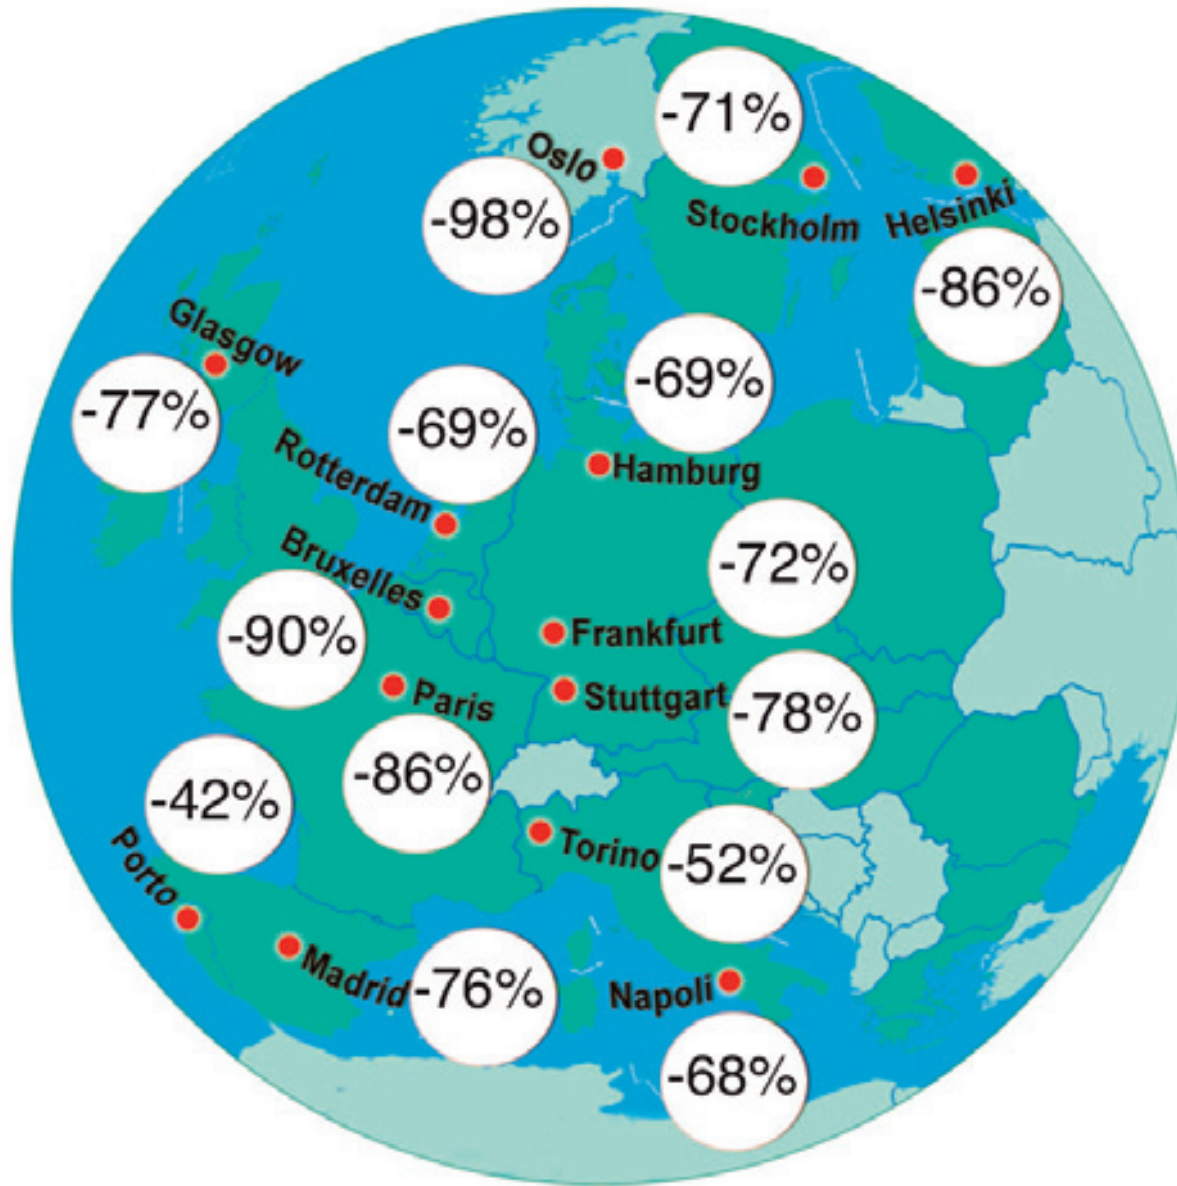 -71%
Oslo
Stockholm
Helsinki
-98%
-86%
Glasgow
-77%
-69%
-69%
Rotterdam
Hamburg
Bruxelles
-72%
-90%
Frankfurt
Paris
Stuttgart
-78%
-86%
-42%
Porto
Torino
-52%
Madrid
-76%
Napoli
-68%